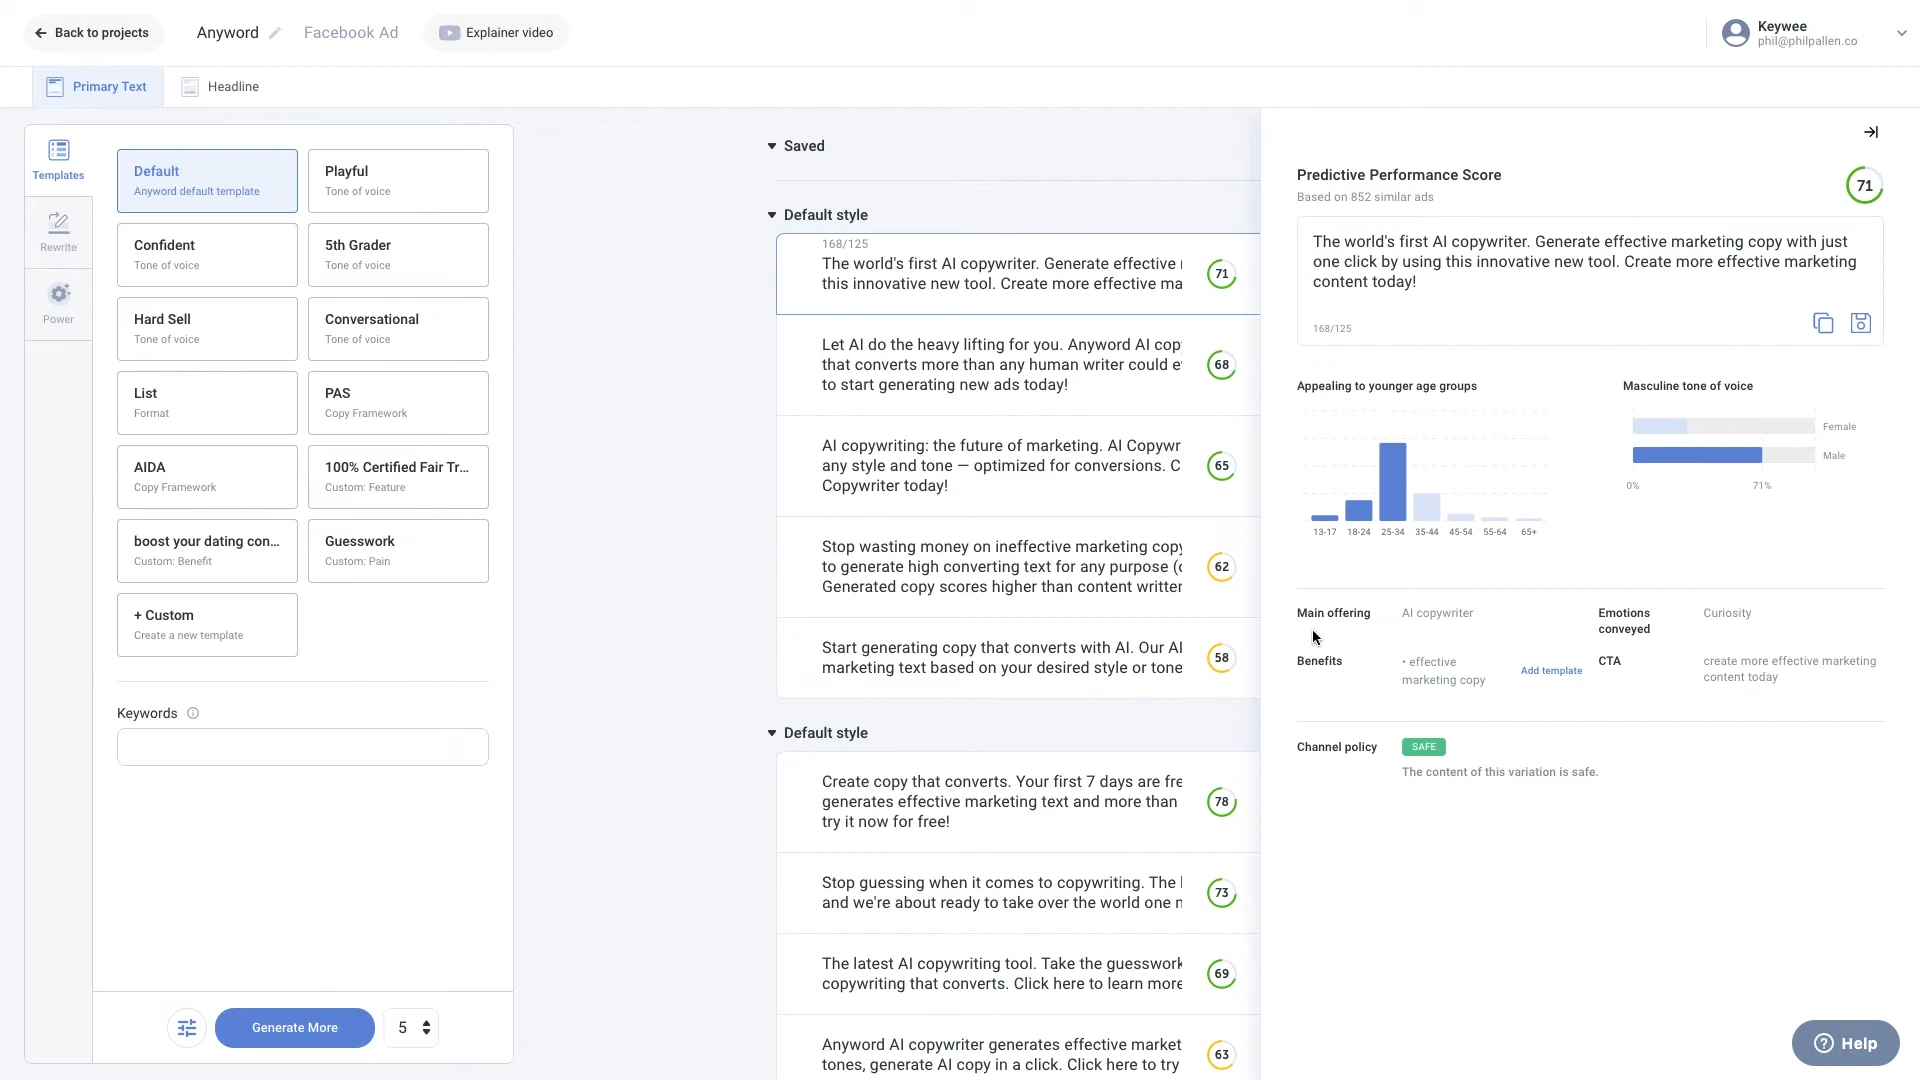 Back to projects
Anyword
Facebook Ad
Explainer video
Keywee
phil@philpallen.co
Primary Text
Headline
Templates
Rewrite
Power
Default
Anyword default template
Playful
Tone of voice
Confident
Tone of voice
5th Grader
Tone of voice
Hard Sell
Tone of voice
Conversational
Tone of voice
List
Format
PAS
Copy Framework
AIDA
Copy Framework
100% Certified Fair Tr...
Custom: Feature
boost your dating con...
Custom: Benefit
Guesswork
Custom: Pain
+ Custom
Create a new template
Keywords
Generate More
5
Saved
Default style
168/125
The world's first AI copywriter. Generate effective
this innovative new tool. Create more effective ma
71
Let AI do the heavy lifting for you. Anyword AI cop
that converts more than any human writer could e
to start generating new ads today!
68
AI copywriting: the future of marketing. AI Copywr
any style and tone — optimized for conversions. C
Copywriter today!
65
Stop wasting money on ineffective marketing copy
to generate high converting text for any purpose (
Generated copy scores higher than content writter
62
Start generating copy that converts with AI. Our AI
marketing text based on your desired style or tone
58
Default style
Create copy that converts. Your first 7 days are fre
generates effective marketing text and more than
try it now for free!
78
Stop guessing when it comes to copywriting. The
and we're about ready to take over the world one
73
The latest AI copywriting tool. Take the guesswork
copywriting that converts. Click here to learn more
69
Anyword AI copywriter generates effective market
tones, generate AI copy in a click. Click here to try
63
Predictive Performance Score
Based on 852 similar ads
71
The world's first AI copywriter. Generate effective marketing copy with just
one click by using this innovative new tool. Create more effective marketing
content today!
168/125
Appealing to younger age groups
13-17 18-24 25-34 35-44 45-54 55-64 65+
Masculine tone of voice
Female
Male
0% 71%
Main offering
AI copywriter
Emotions
conveyed
Curiosity
Benefits
• effective
marketing copy
Add template
CTA
create more effective marketing
content today
Channel policy
SAFE
The content of this variation is safe.
Help